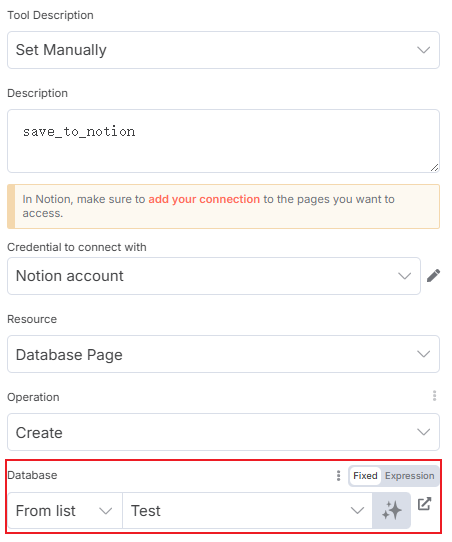 Tool Description
Set Manually
Description
save_to_notion
In Notion, make sure to add your connection to the pages you want to
access.
Credential to connect with
Notion account
Resource
Database Page
Operation
Create
Database
Fixed Expression
From list Test